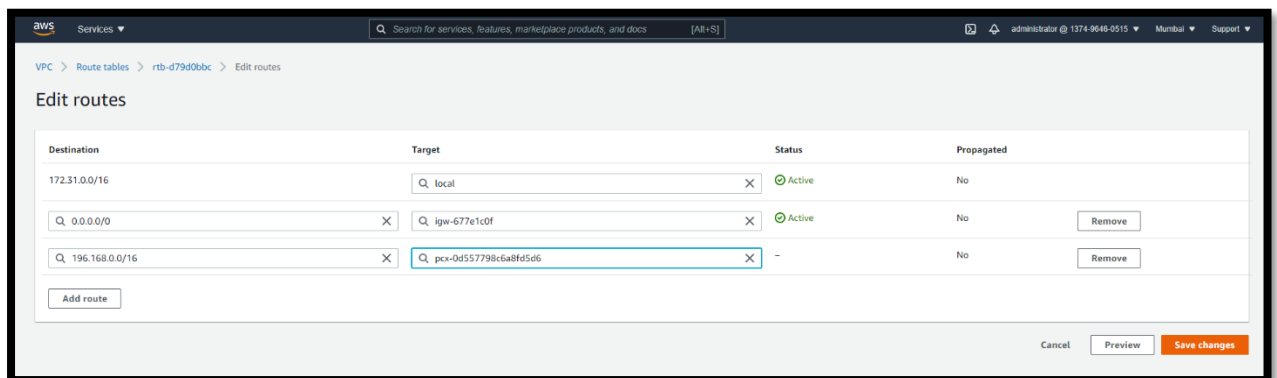 aws Services ▼ Search for services, features, marketplace products, and docs [Alt+S] administrator @ 1374-9646-0515 ▼ Mumbai ▼ Support ▼
VPC > Route tables > rtb-d79d0bbc > Edit routes
Edit routes
Destination Target Status Propagated
172.31.0.0/16 local Active No
0.0.0.0/0 igw-677e1c0f Active No Remove
196.168.0.0/16 pcx-0d557798c6a8fd5d6 – No Remove
Add route
Cancel Preview Save changes